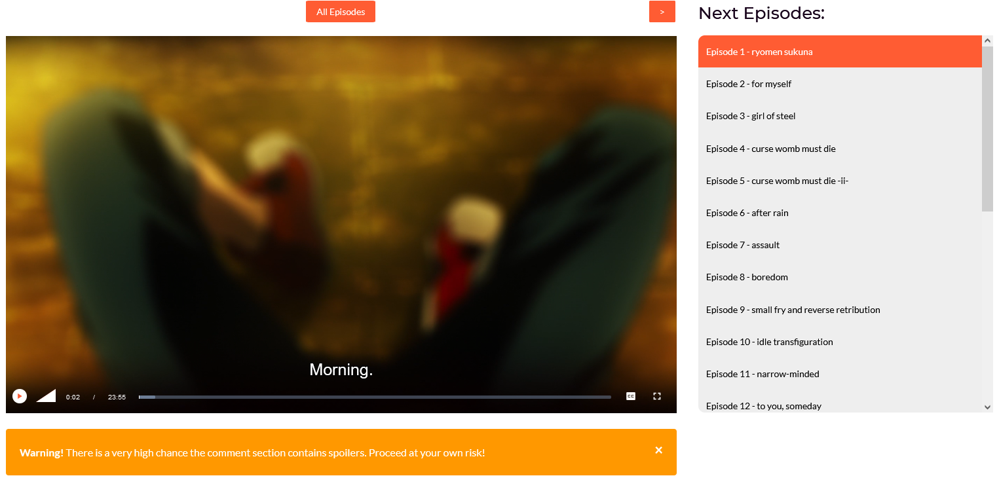 All Episodes
>
Next Episodes:
Episode 1 - ryomen sukuna
Episode 2 - for myself
Episode 3 - girl of steel
Episode 4 - curse womb must die
Episode 5 - curse womb must die -ii-
Episode 6 - after rain
Episode 7 - assault
Episode 8 - boredom
Episode 9 - small fry and reverse retribution
Episode 10 - idle transfiguration
Episode 11 - narrow-minded
Episode 12 - to you, someday
Morning.
0:02 / 23:55
CC
Warning! There is a very high chance the comment section contains spoilers. Proceed at your own risk!
×